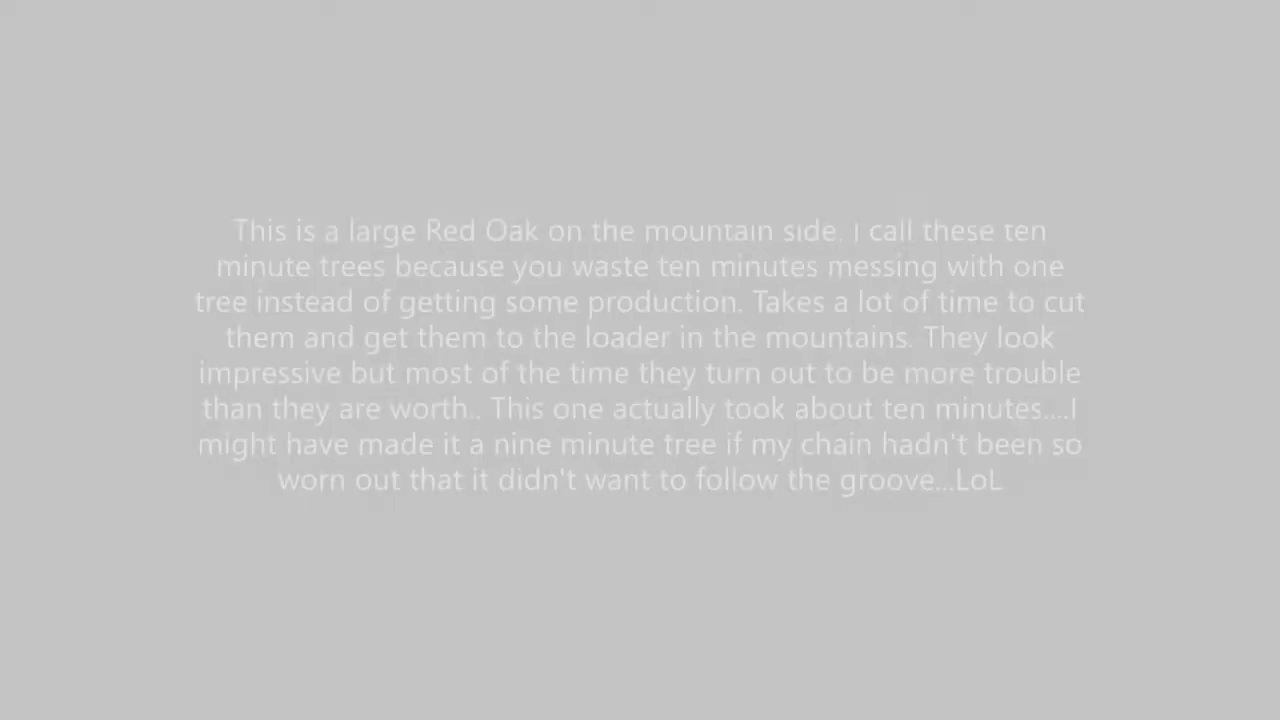 This is a large Red Oak on the mountain side. I call these ten
minute trees because you waste ten minutes messing with one
tree instead of getting some production. Takes a lot of time to cut
them and get them to the loader in the mountains. They look
impressive but most of the time they turn out to be more trouble
than they are worth.. This one actually took about ten minutes....I
might have made it a nine minute tree if my chain hadn't been so
worn out that it didn't want to follow the groove...LoL